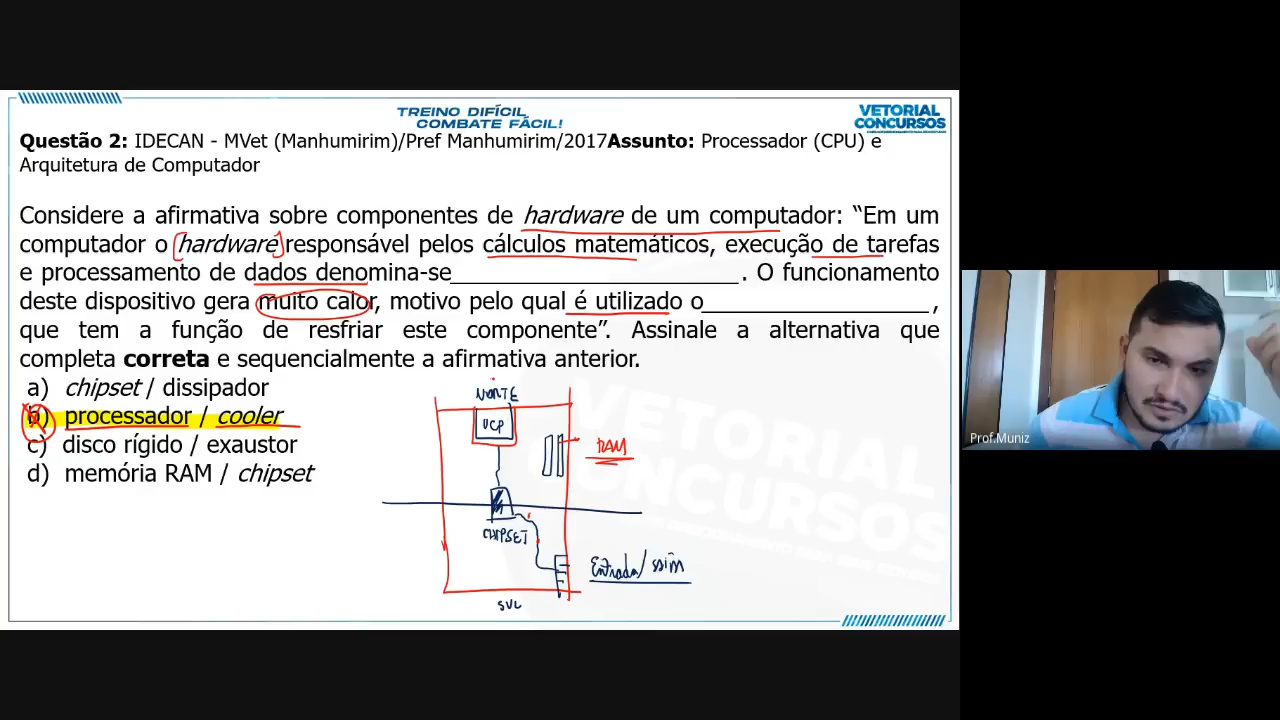 TREINO DIFÍCIL
COMBATE FÁCIL!
VETORIAL
CONCURSOS
Questão 2: IDECAN - MVet (Manhumirim)/Pref Manhumirim/2017Assunto: Processador (CPU) e
Arquitetura de Computador
Considere a afirmativa sobre componentes de hardware de um computador: “Em um
computador o hardware responsável pelos cálculos matemáticos, execução de tarefas
e processamento de dados denomina-se____________________. O funcionamento
deste dispositivo gera muito calor, motivo pelo qual é utilizado o________________,
que tem a função de resfriar este componente”. Assinale a alternativa que
completa correta e sequencialmente a afirmativa anterior.
a) chipset / dissipador
b) processador / cooler
c) disco rígido / exaustor
d) memória RAM / chipset
NORTE
UCP
RAM
CHIPSET
Entrada/
SUL
VETORIAL
CONCURSOS
Prof.Muniz